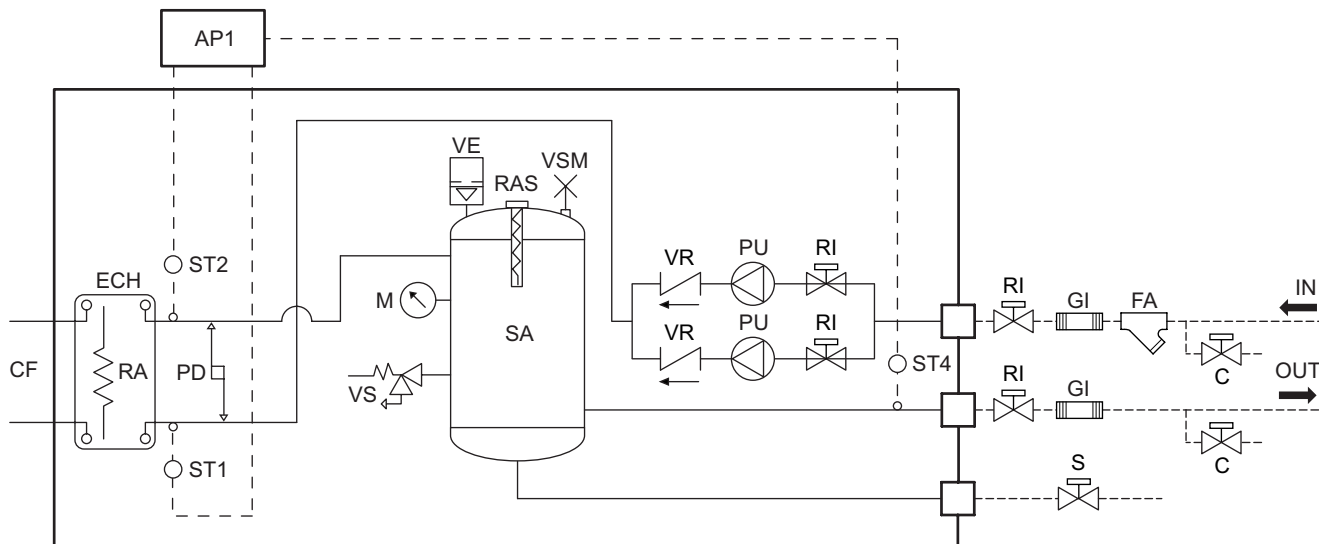 AP1
VE
VSM
RAS
ST2
ECH
VR
PU
RI
RI
GI
FA
IN
M
SA
VR
PU
RI
CF
RA
PD
ST4
OUT
VS
RI
GI
C
ST1
C
S